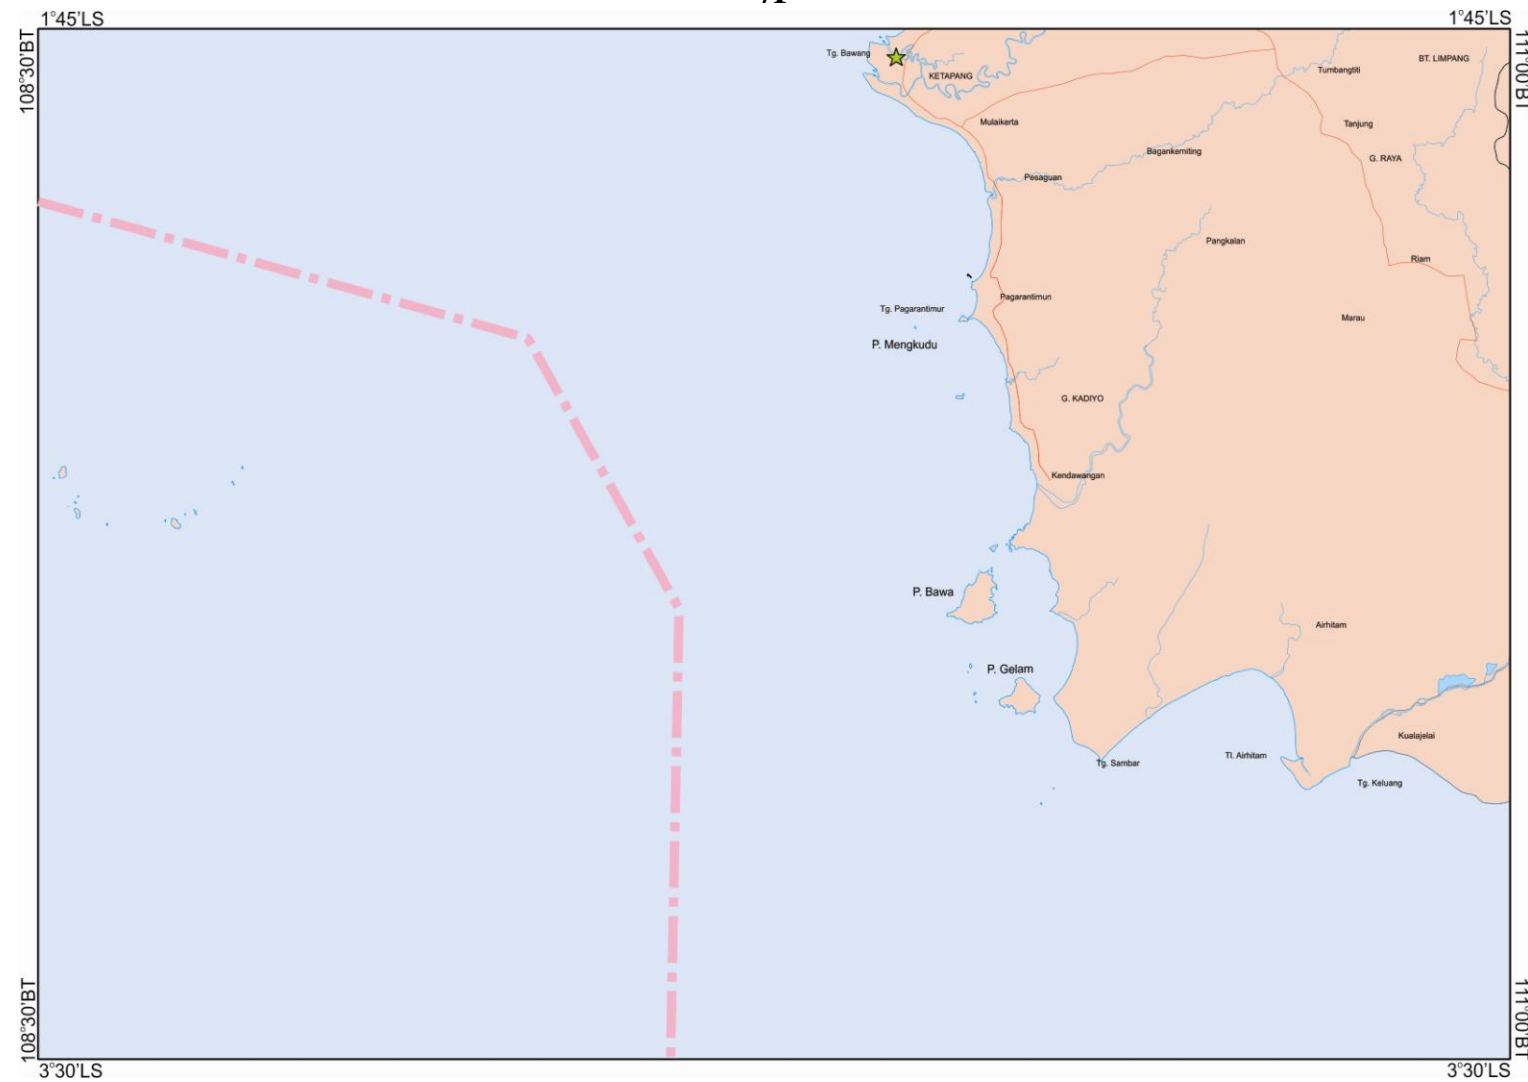 1°45'LS
1°45'LS
108°30'BT
111°00'BT
Tg. Bawang
KETAPANG
Tumbangtiti
BT. LIMPANG
Mulaikerta
Tanjung
Bagankemiting
G. RAYA
Pesaguan
Pangkalan
Riam
Pagarantimun
Tg. Pagarantimur
Marau
P. Mengkudu
G. KADIYO
Kendawangan
P. Bawa
Airhitam
P. Gelam
Kualajelai
Tl. Airhitam
Tg. Sambar
Tg. Keluang
108°30'BT
111°00'BT
3°30'LS
3°30'LS